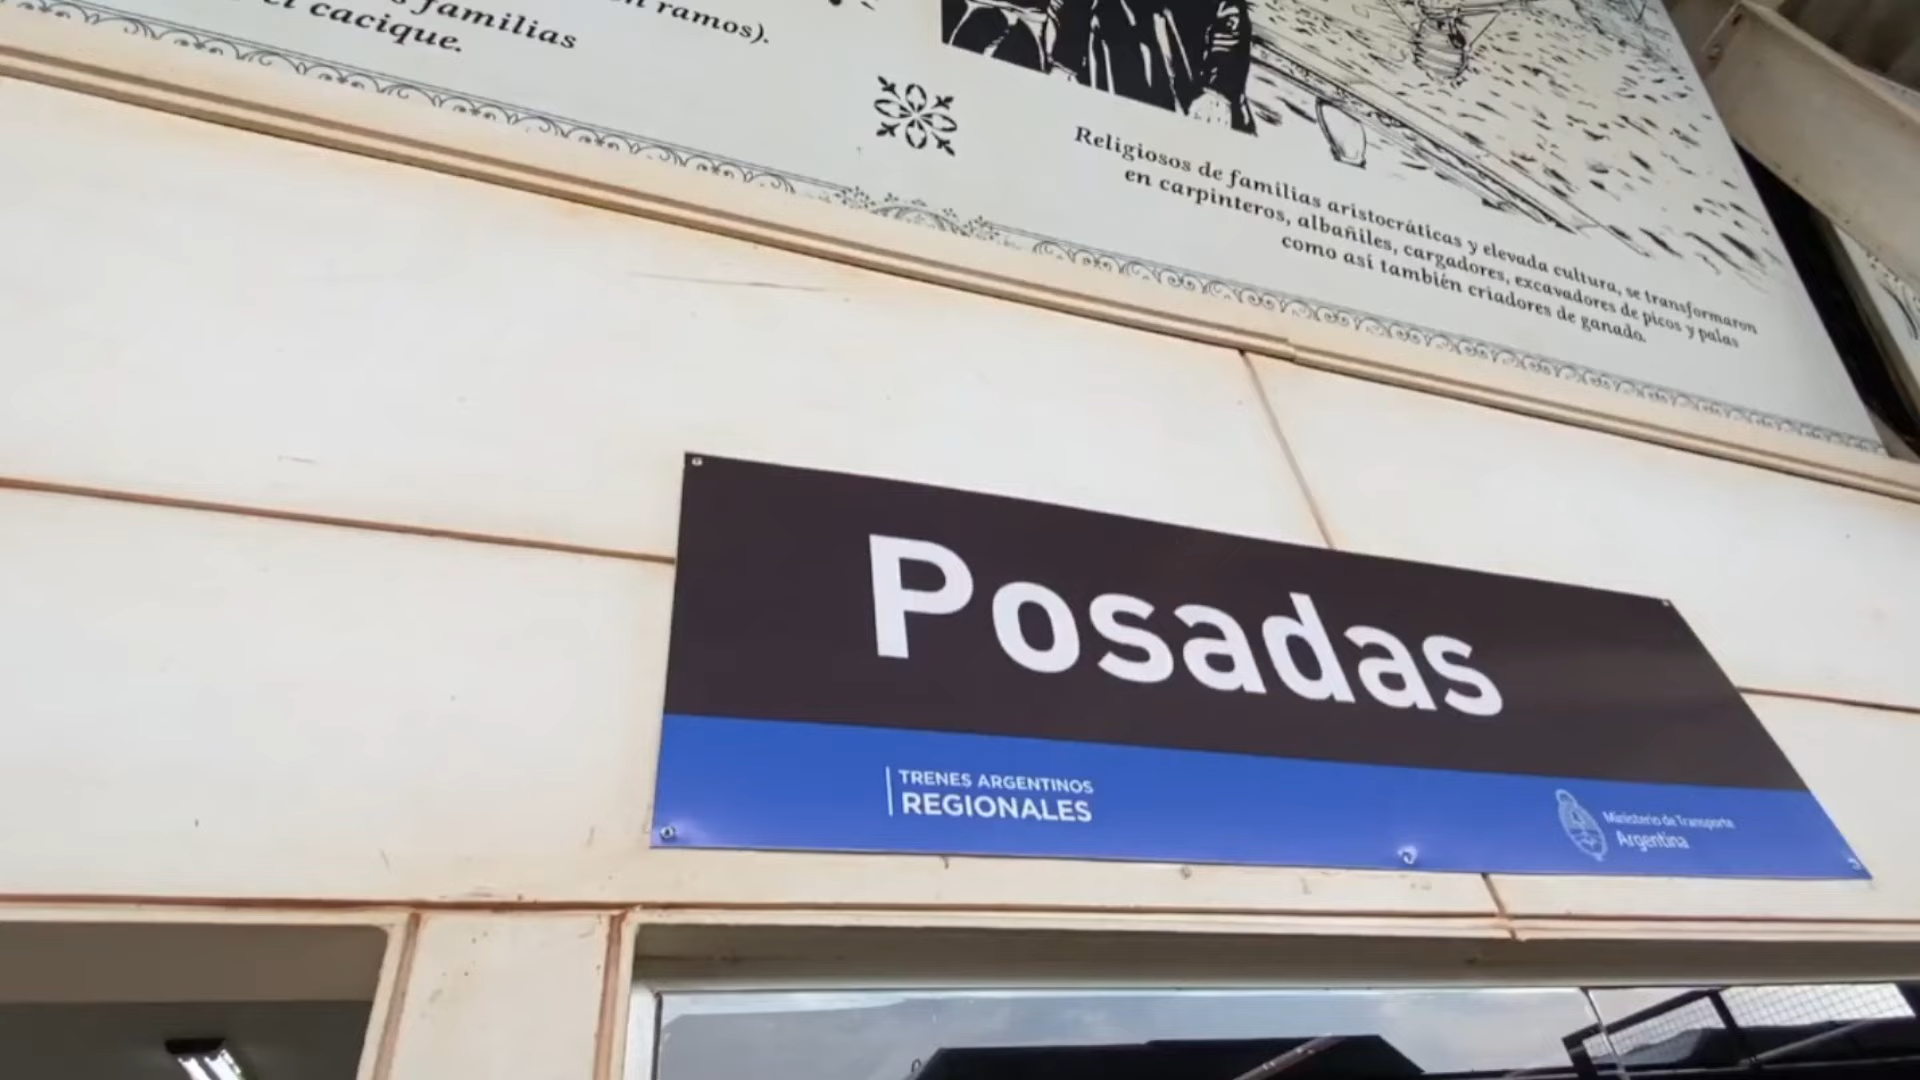 familias
el cacique.
ramos).
Religiosos de familias aristocráticas y elevada cultura, se transformaron
en carpinteros, albañiles, cargadores, excavadores de picos y palas
como así también criadores de ganado.
Posadas
TRENES ARGENTINOS
REGIONALES
Ministerio de Transporte
Argentina